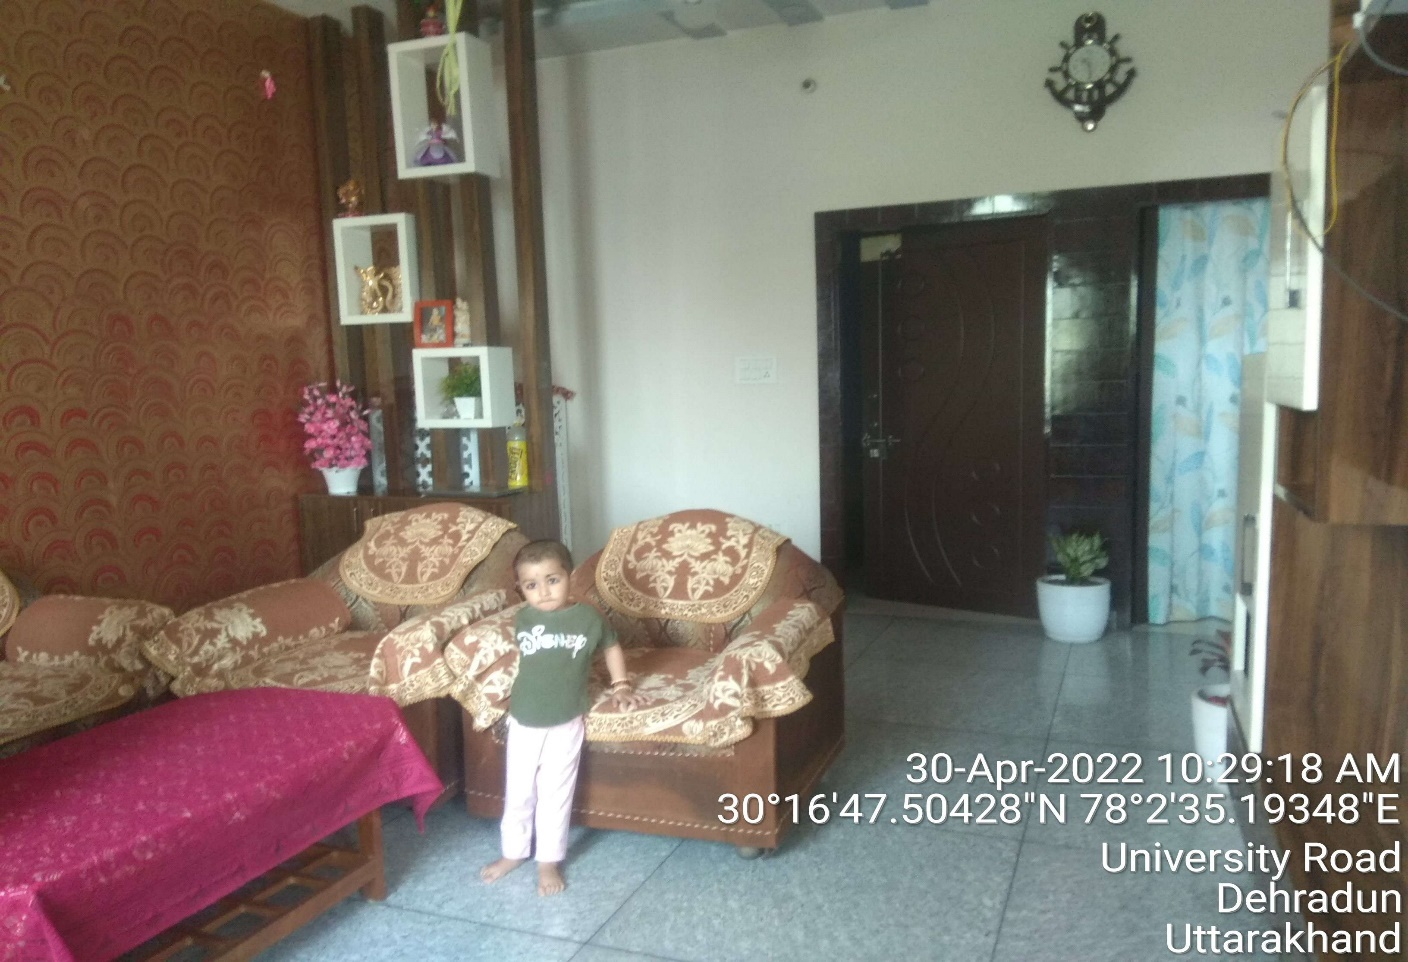 DISNEY
30-Apr-2022 10:29:18 AM
30°16'47.50428"N 78°2'35.19348"E
University Road
Dehradun
Uttarakhand